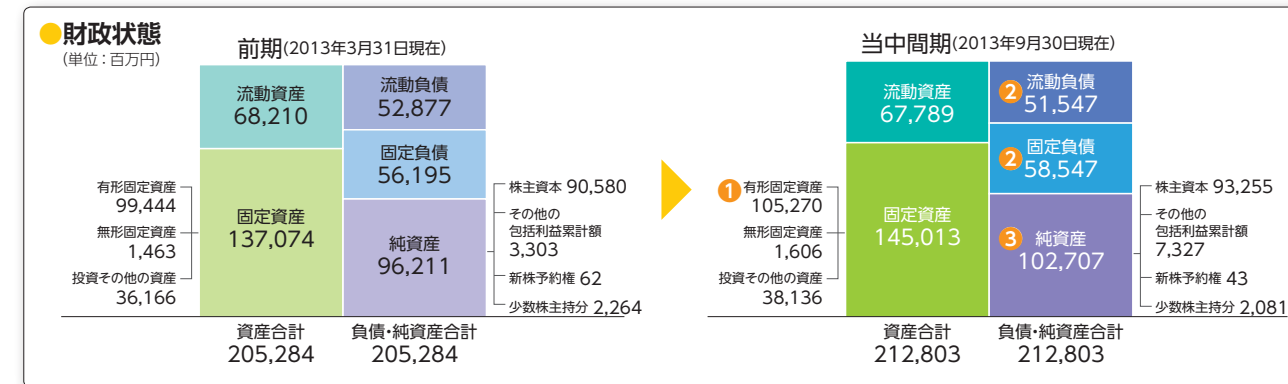 ●財政状態
(単位：百万円)
前期(2013年3月31日現在)
流動資産
68,210
流動負債
52,877
固定負債
56,195
有形固定資産
99,444
無形固定資産
1,463
投資その他の資産
36,166
固定資産
137,074
純資産
96,211
株主資本 90,580
その他の
包括利益累計額
3,303
新株予約権 62
少数株主持分 2,264
資産合計
205,284
負債・純資産合計
205,284
当中間期(2013年9月30日現在)
流動資産
67,789
2 流動負債
51,547
2 固定負債
58,547
1 有形固定資産
105,270
無形固定資産
1,606
投資その他の資産
38,136
固定資産
145,013
3 純資産
102,707
株主資本 93,255
その他の
包括利益累計額
7,327
新株予約権 43
少数株主持分 2,081
資産合計
212,803
負債・純資産合計
212,803